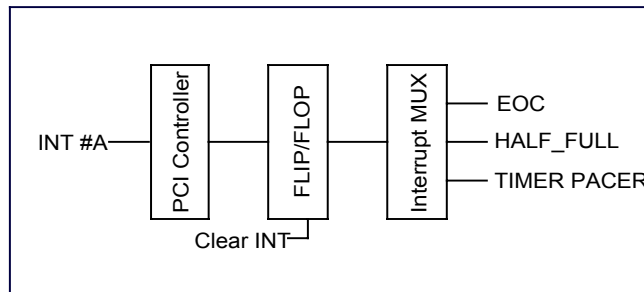 INT #A
PCI Controller
FLIP/FLOP
Clear INT
Interrupt MUX
EOC
HALF_FULL
TIMER PACER